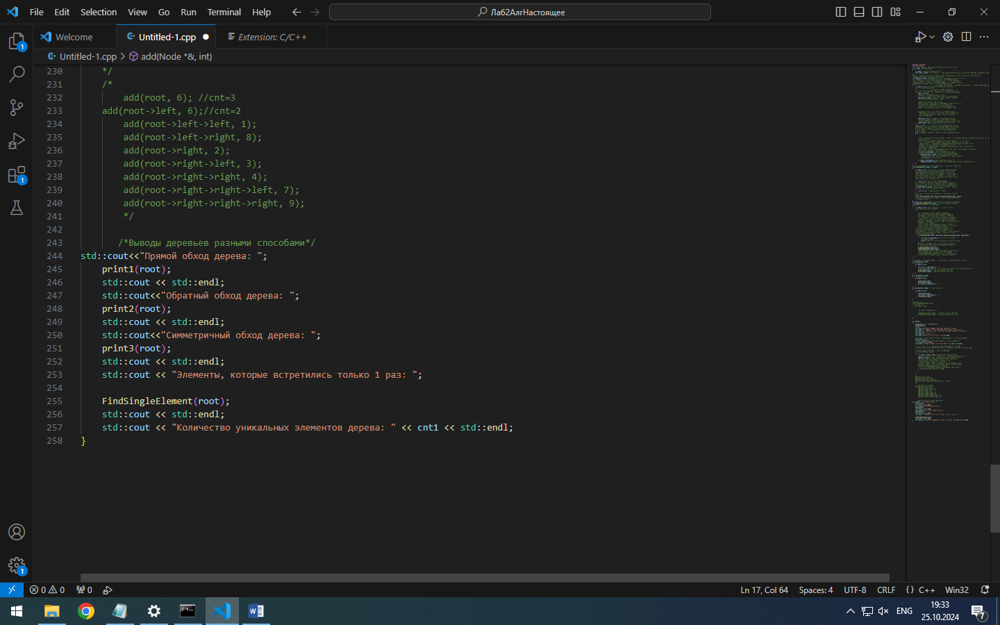 File Edit Selection View Go Run Terminal Help
Лаб2АлгНастоящее
Welcome
Untitled-1.cpp
Extension: C/C++
Untitled-1.cpp > add(Node *&, int)
230 */
231 /*
232 add(root, 6); //cnt=3
233 add(root->left, 6);//cnt=2
234 add(root->left->left, 1);
235 add(root->left->right, 8);
236 add(root->right, 2);
237 add(root->right->left, 3);
238 add(root->right->right, 4);
239 add(root->right->right->left, 7);
240 add(root->right->right->right, 9);
241 */
242
243 /*Выводы деревьев разными способами*/
244 std::cout<<"Прямой обход дерева: ";
245 print1(root);
246 std::cout << std::endl;
247 std::cout<<"Обратный обход дерева: ";
248 print2(root);
249 std::cout << std::endl;
250 std::cout<<"Симметричный обход дерева: ";
251 print3(root);
252 std::cout << std::endl;
253 std::cout << "Элементы, которые встретились только 1 раз: ";
254
255 FindSingleElement(root);
256 std::cout << std::endl;
257 std::cout << "Количество уникальных элементов дерева: " << cnt1 << std::endl;
258 }
1
1
1
0 0 0
Ln 17, Col 64 Spaces: 4 UTF-8 CRLF {} C++ Win32
ENG
19:33
25.10.2024
7